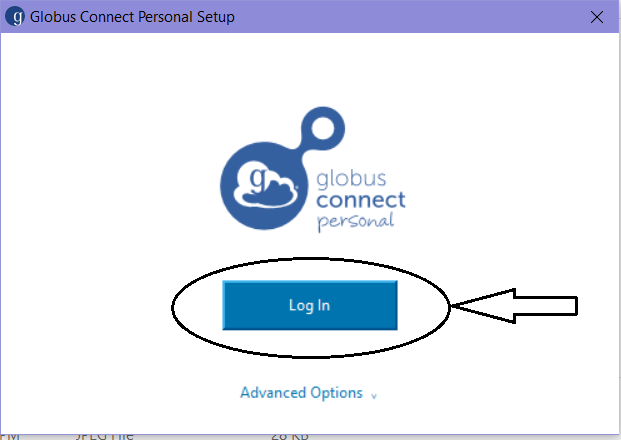 g Globus Connect Personal Setup
g
globus
connect
personal
Log In
Advanced Options
PM JPEG File 28 KB